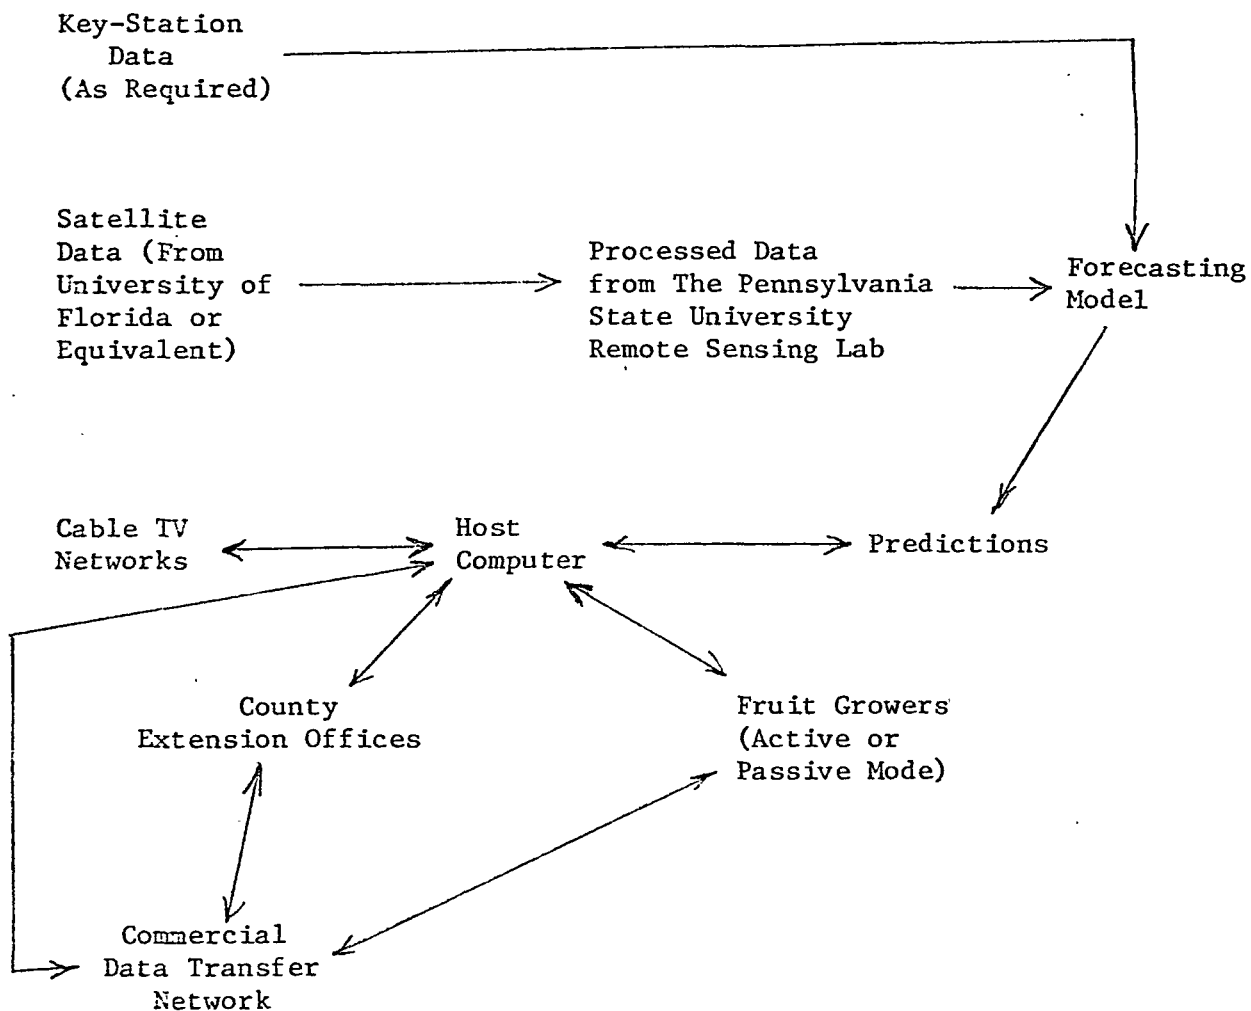 Key-Station
Data
(As Required)
Satellite
Data (From
University of
Florida or
Equivalent)
Processed Data
from The Pennsylvania
State University
Remote Sensing Lab
Forecasting
Model
Cable TV
Networks
Host
Computer
Predictions
County
Extension Offices
Fruit Growers
(Active or
Passive Mode)
Commercial
Data Transfer
Network